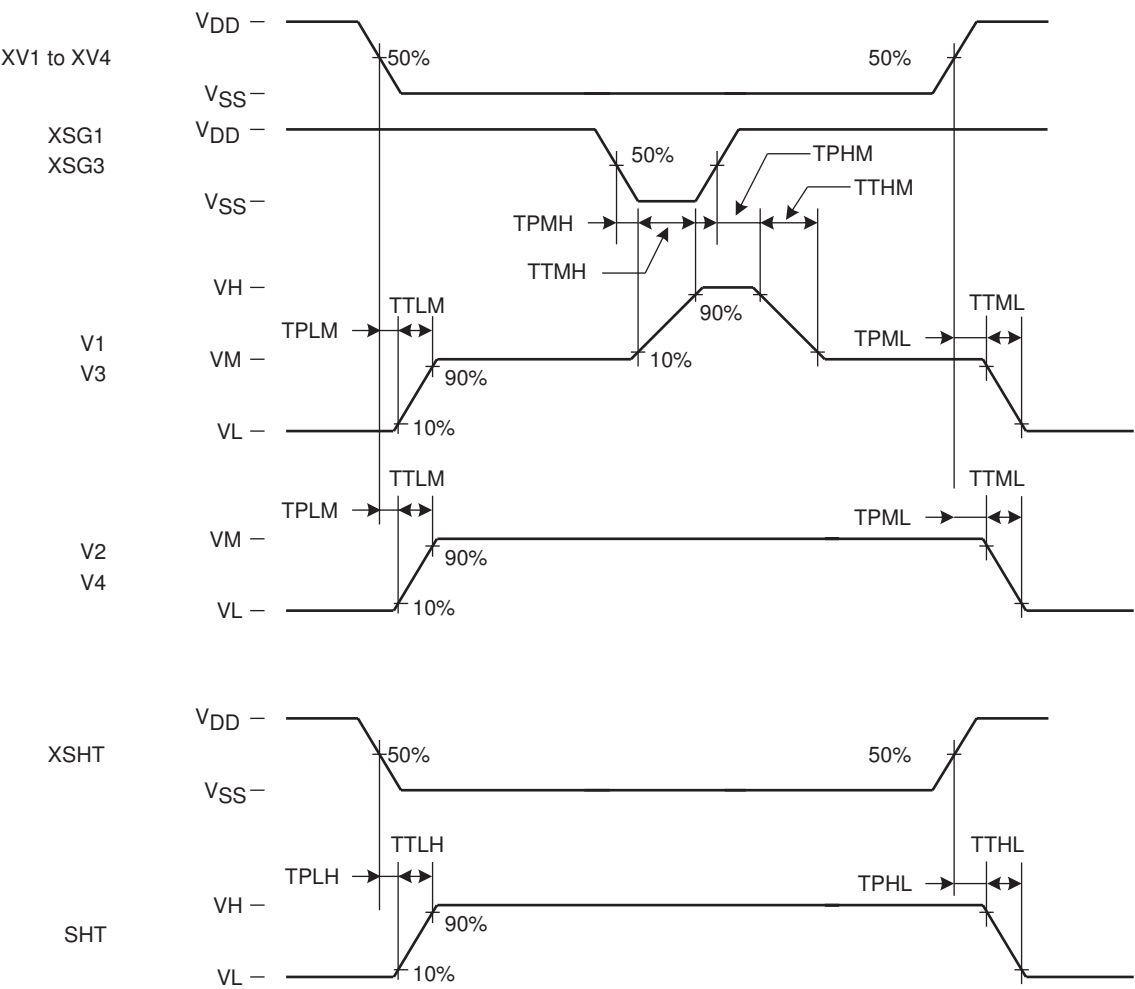 VDD
XV1 to XV4
50%
50%
VSS
XSG1
XSG3
VDD
50%
TPHM
TTHM
VSS
TPMH
TTMH
VH
TTLM
90%
TTML
TPLM
TPML
V1
V3
VM
10%
90%
VL
10%
TTLM
TTML
TPLM
TPML
V2
V4
VM
90%
VL
10%
VDD
XSHT
50%
50%
VSS
TTLH
TTHL
TPLH
TPHL
VH
90%
SHT
VL
10%